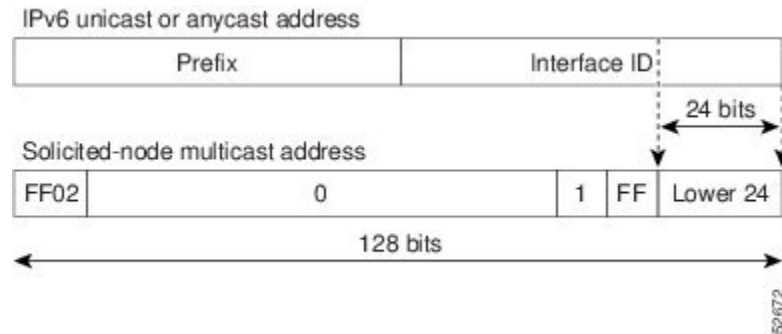 IPv6 unicast or anycast address
Prefix Interface ID
24 bits
Solicited-node multicast address
FF02 0 1 FF Lower 24
128 bits
52672